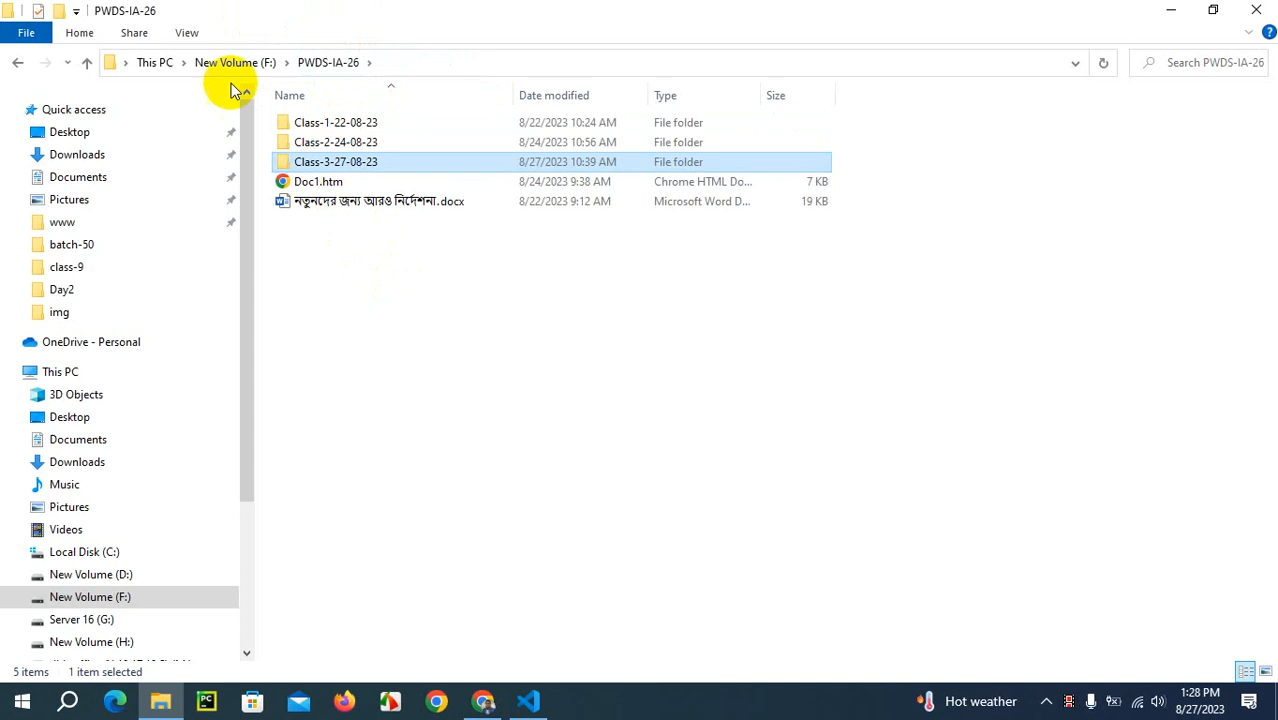 PWDS-IA-26
File Home Share View
This PC New Volume (F:) PWDS-IA-26
Search PWDS-IA-26
Name Date modified Type Size
Class-1-22-08-23 8/22/2023 10:24 AM File folder
Class-2-24-08-23 8/24/2023 10:56 AM File folder
Class-3-27-08-23 8/27/2023 10:39 AM File folder
Doc1.htm 8/24/2023 9:38 AM Chrome HTML Do... 7 KB
নতুনদের জন্য আরও নির্দেশনা.docx 8/22/2023 9:12 AM Microsoft Word D... 19 KB
Quick access
Desktop
Downloads
Documents
Pictures
www
batch-50
class-9
Day2
img
OneDrive - Personal
This PC
3D Objects
Desktop
Documents
Downloads
Music
Pictures
Videos
Local Disk (C:)
New Volume (D:)
New Volume (F:)
Server 16 (G:)
New Volume (H:)
5 items 1 item selected
Hot weather
1:28 PM
8/27/2023